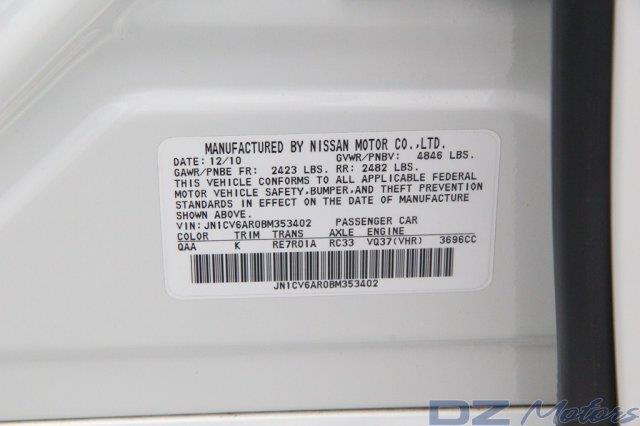 MANUFACTURED BY NISSAN MOTOR CO.,LTD.
DATE: 12/10 GVWR/PNBV: 4846 LBS.
GAWR/PNBE FR: 2423 LBS. RR: 2482 LBS.
THIS VEHICLE CONFORMS TO ALL APPLICABLE FEDERAL
MOTOR VEHICLE SAFETY,BUMPER,AND THEFT PREVENTION
STANDARDS IN EFFECT ON THE DATE OF MANUFACTURE
SHOWN ABOVE.
VIN:JN1CV6AR0BM353402 PASSENGER CAR
COLOR TRIM TRANS AXLE ENGINE
QAA K RE7R01A RC33 VQ37(VHR) 3696CC
JN1CV6AR0BM353402
DZ Motors